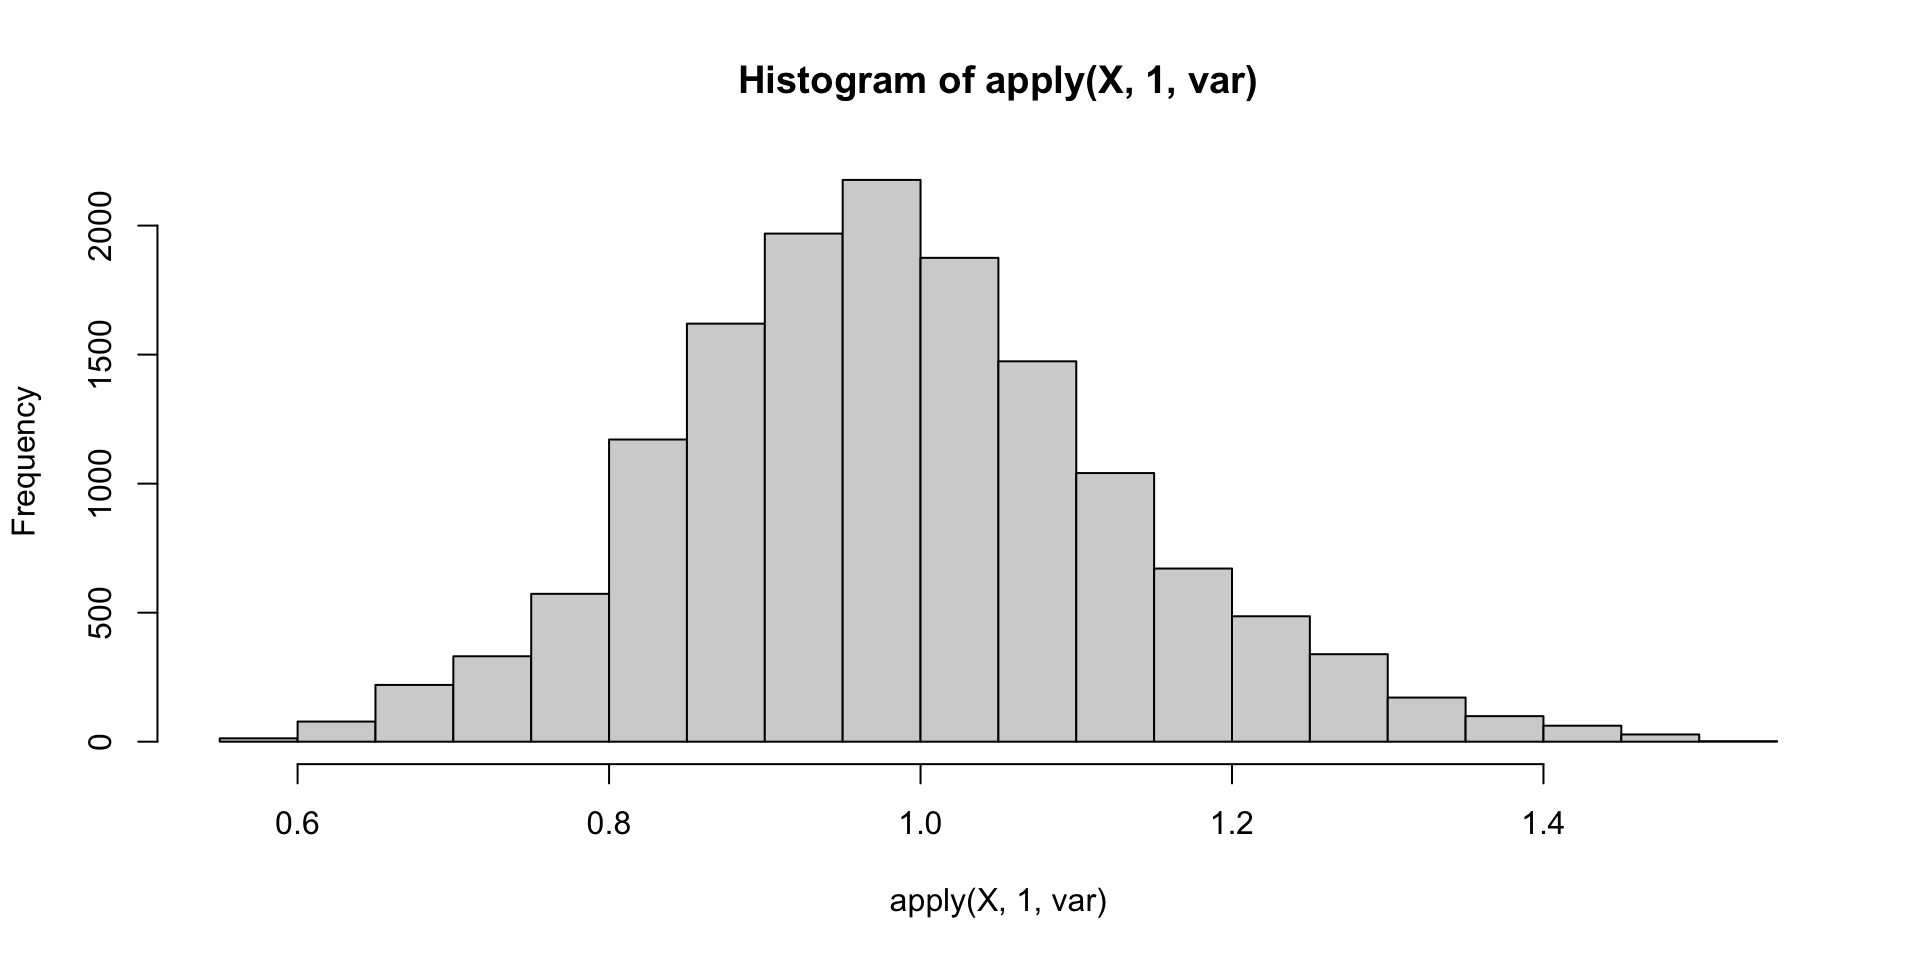 Histogram of apply(X, 1, var)
Frequency
2000
1500
1000
500
0
0.6 0.8 1.0 1.2 1.4
apply(X, 1, var)